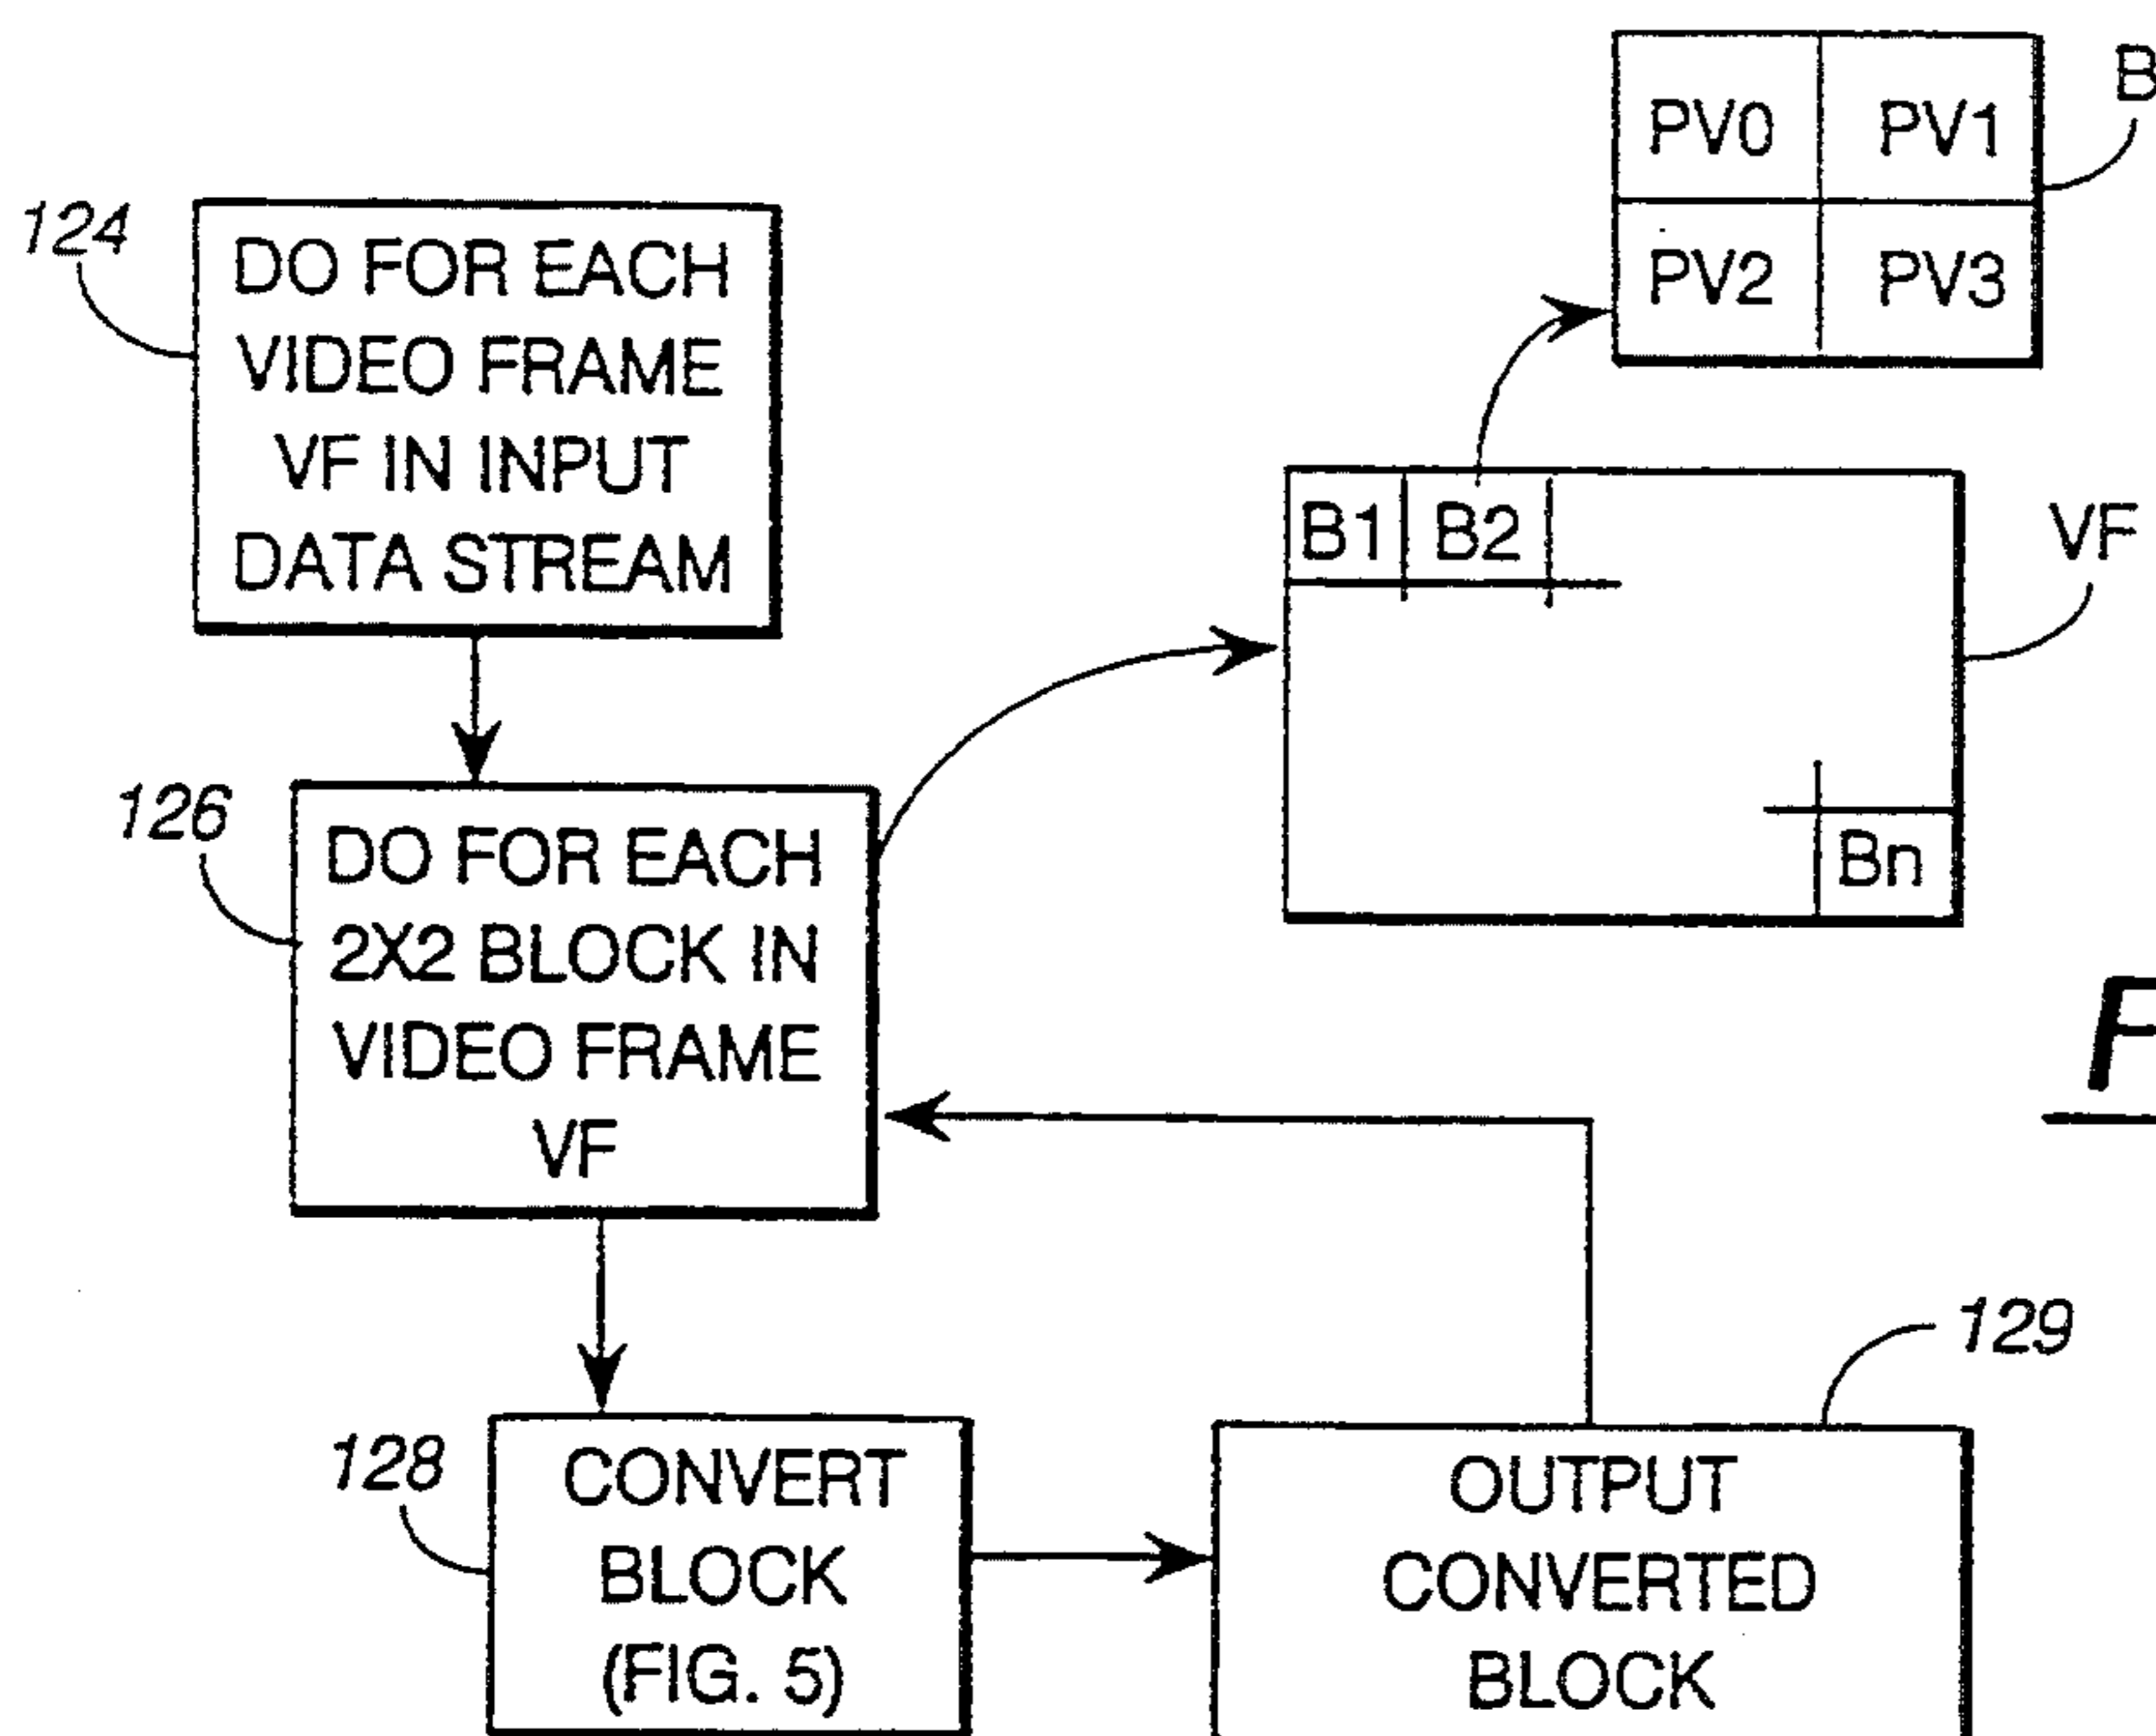 B
PV0 PV1
124
PV2 PV3
DO FOR EACH
VIDEO FRAME
VF IN INPUT
DATA STREAM
B1 B2
VF
126
DO FOR EACH
2X2 BLOCK IN
VIDEO FRAME
VF
Bn
F
129
128
CONVERT
BLOCK
(FIG. 5)
OUTPUT
CONVERTED
BLOCK